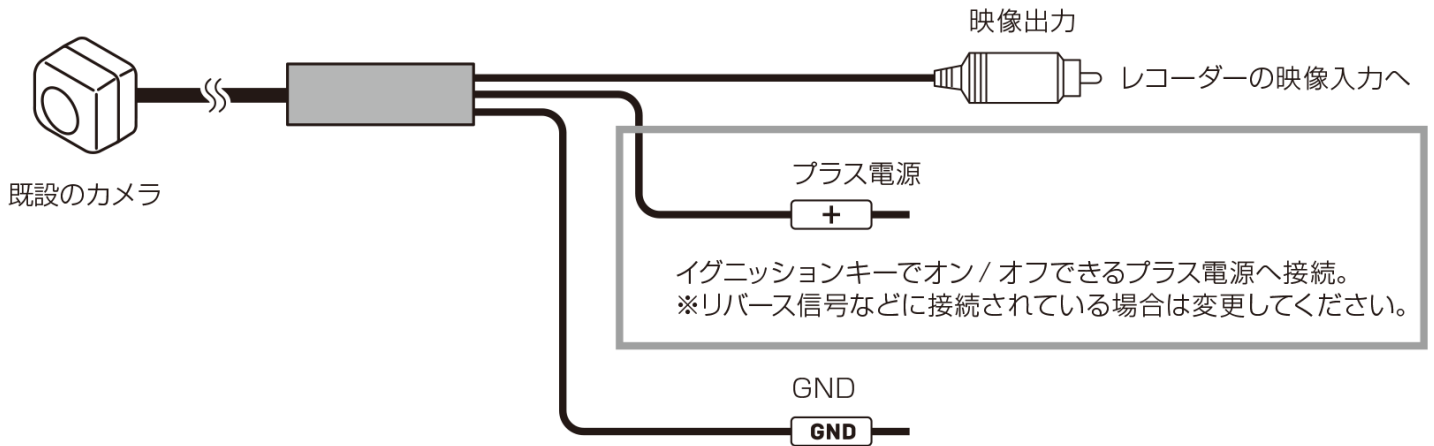 映像出力
レコーダーの映像入力へ
既設のカメラ
プラス電源
+
イグニッションキーでオン / オフできるプラス電源へ接続。
※リバース信号などに接続されている場合は変更してください。
GND
GND